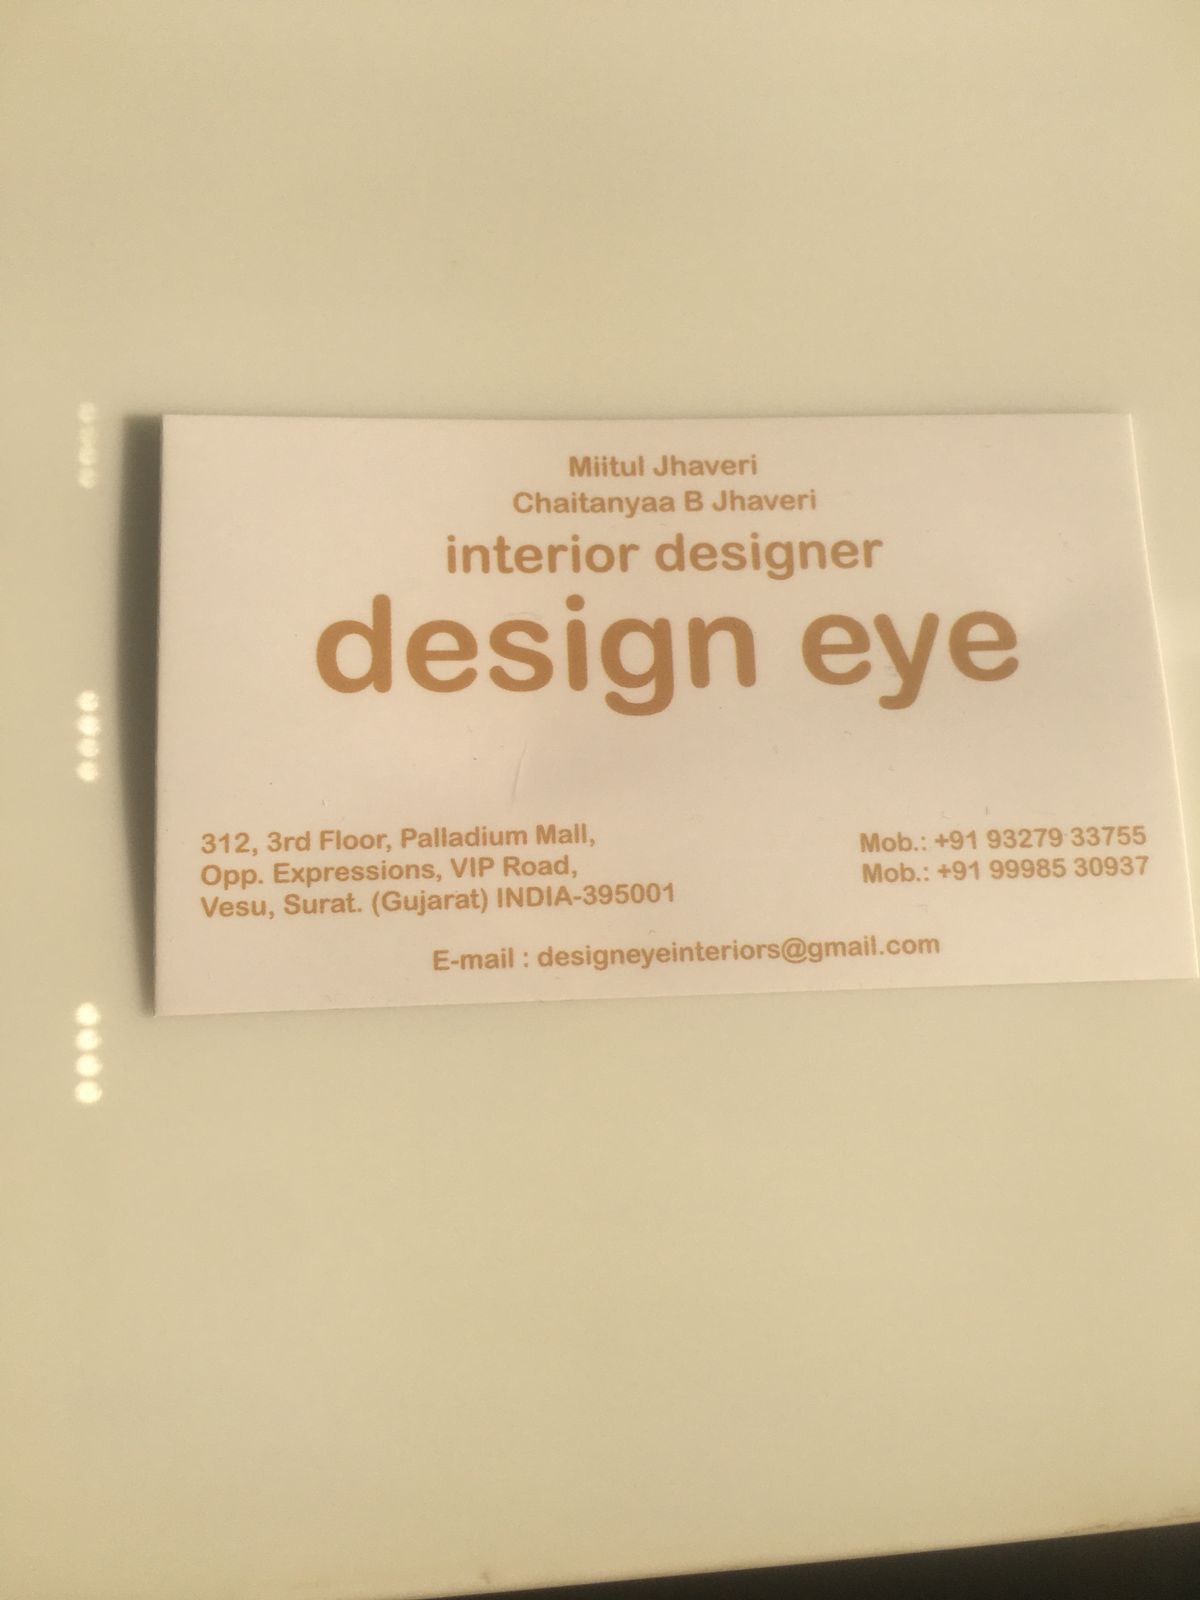 Miitul Jhaveri
Chaitanyaa B Jhaveri
interior designer
design eye
312, 3rd Floor, Palladium Mall,
Opp. Expressions, VIP Road,
Vesu, Surat. (Gujarat) INDIA-395001
Mob.: +91 93279 33755
Mob.: +91 99985 30937
E-mail : designeyeinteriors@gmail.com